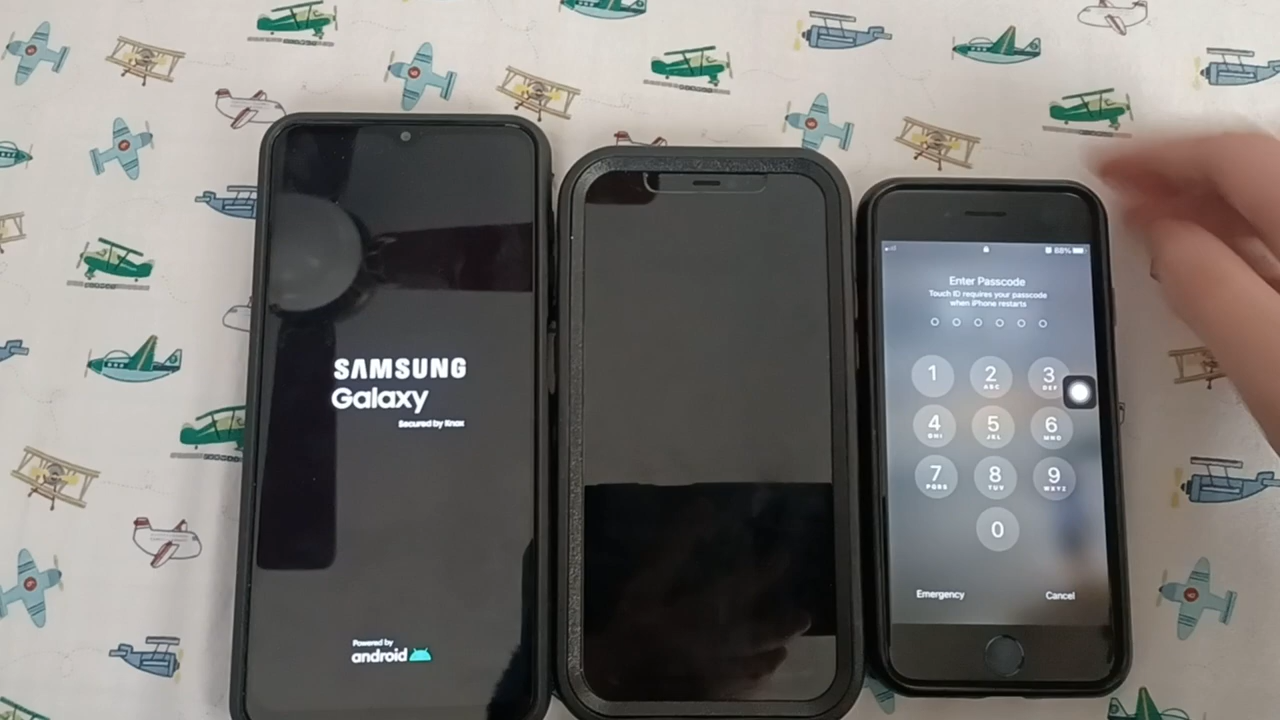 SAMSUNG
Galaxy
Secured by Knox
Powered by
android
68%
Enter Passcode
Touch ID requires your passcode
when iPhone restarts
1
2
ABC
3
DEF
4
GHI
5
JKL
6
MNO
7
PQRS
8
TUV
9
WXYZ
0
Emergency
Cancel